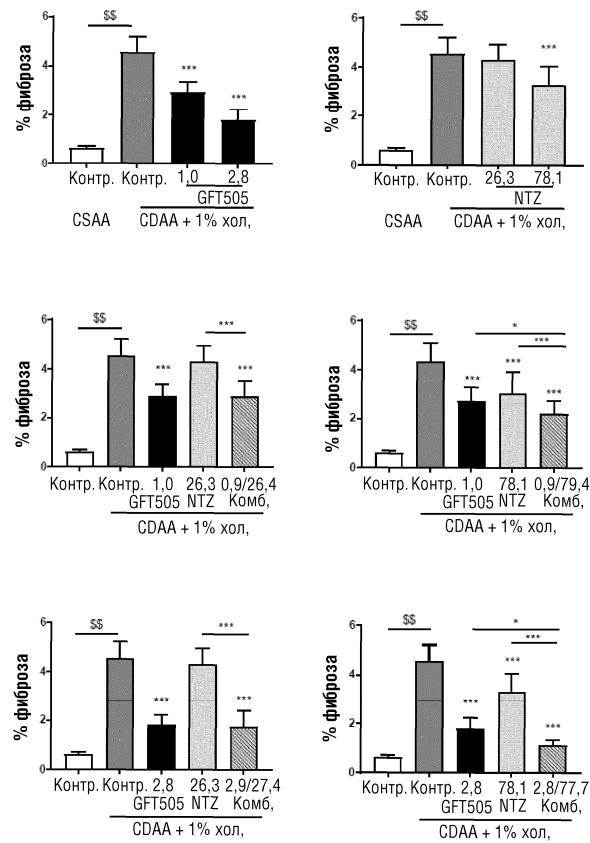 % фиброза
6
4
2
0
$$
***
***
Контр. Контр. 1,0 2,8
GFT505
CSAA CDAA + 1% хол,
% фиброза
6
4
2
0
$$
***
Контр. Контр. 26,3 78,1
NTZ
CSAA CDAA + 1% хол,
% фиброза
6
4
2
0
$$
***
***
***
Контр. Контр. 1,0 26,3 0,9/26,4
GFT505 NTZ Комб,
CDAA + 1% хол,
% фиброза
6
4
2
0
$$
*
***
***
***
***
Контр. Контр. 1,0 78,1 0,9/79,4
GFT505 NTZ Комб,
CDAA + 1% хол,
% фиброза
6
4
2
0
$$
***
***
***
Контр. Контр. 2,8 26,3 2,9/27,4
GFT505 NTZ Комб,
CDAA + 1% хол,
% фиброза
6
4
2
0
$$
*
***
***
***
***
Контр. Контр. 2,8 78,1 2,8/77,7
GFT505 NTZ Комб,
CDAA + 1% хол,